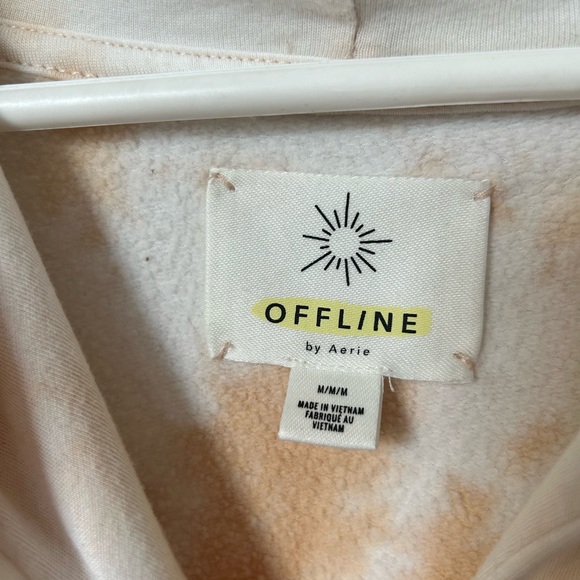 OFFLINE
by Aerie
M/M/M
MADE IN VIETNAM
FABRIQUÉ AU
VIETNAM